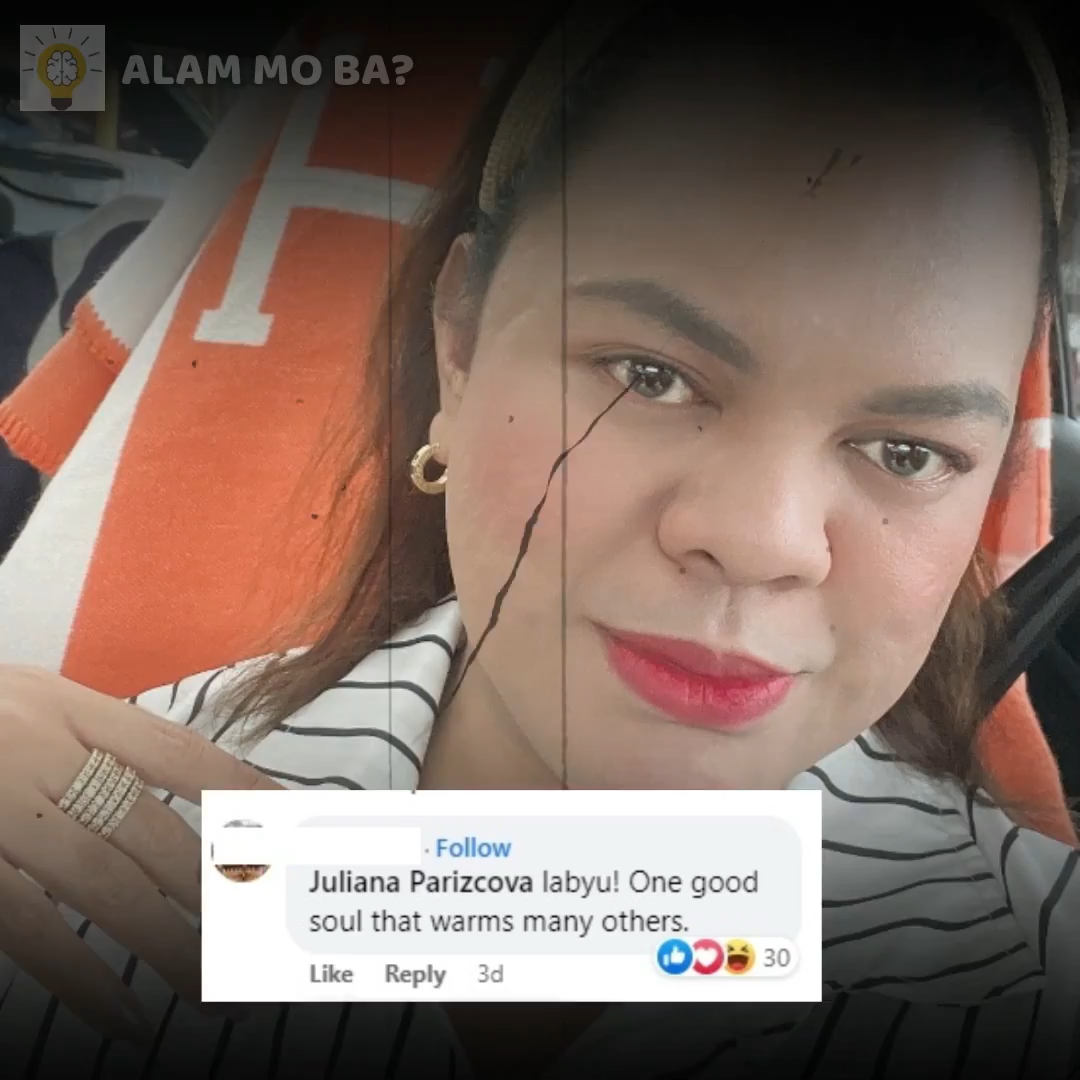 ALAM MO BA?
· Follow
Juliana Parizcova labyu! One good
soul that warms many others.
Like Reply 3d
30